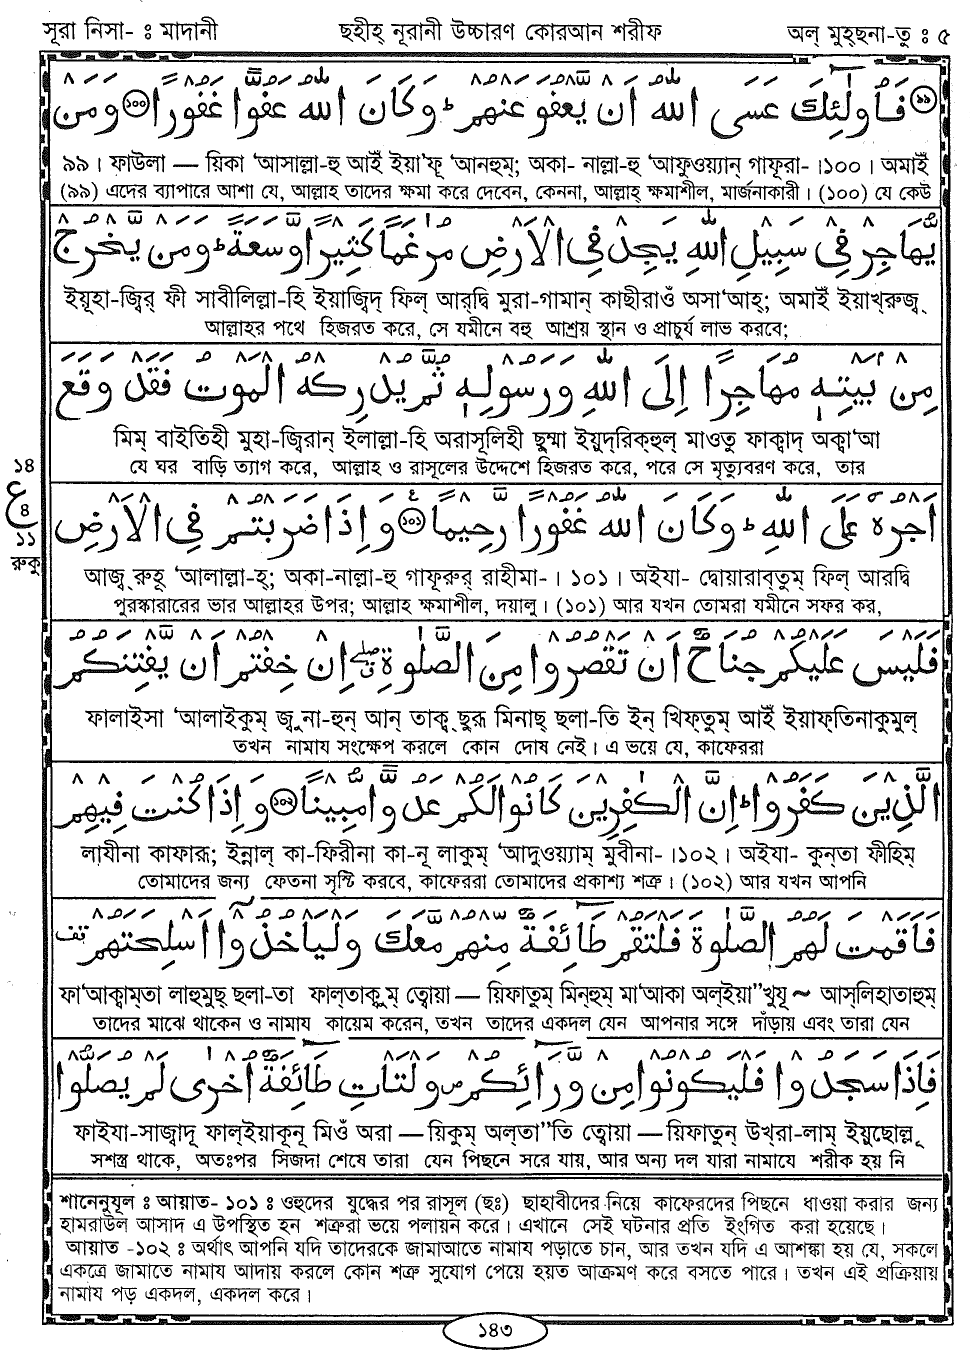 সূরা নিসা- ঃ মাদানী ছহীহ্ নূরানী উচ্চারণ কোরআন শরীফ অল্ মুহ্ছনা-তু ঃ ৫
﴿৯৯﴾ فَأُولَٰئِكَ عَسَى اللّٰهُ أَن يَعْفُوَ عَنْهُمْ ؕ وَكَانَ اللّٰهُ عَفُوًّا غَفُورًا ﴿১০০﴾ وَمَن
৯৯। ফাউলা — য়িকা ‘আসাল্লা-হু আইঁ ইয়া’ফূ ‘আনহুম্; অকা- নাল্লা-হু ‘আফুওয়্যান্ গাফূরা- ।১০০। অমাইঁ
(৯৯) এদের ব্যাপারে আশা যে, আল্লাহ তাদের ক্ষমা করে দেবেন, কেননা, আল্লাহ্ ক্ষমাশীল, মার্জনাকারী। (১০০) যে কেউ
يُّهَاجِرْ فِي سَبِيلِ اللّٰهِ يَجِدْ فِي الْأَرْضِ مُرَاغَمًا كَثِيرًا وَّسَعَةً ؕ وَمَن يَّخْرُجْ
ইয়ূহা-জ্বির্ ফী সাবীলিল্লা-হি ইয়াজ্বিদ্ ফিল্ আর্দ্বি মুরা-গামান্ কাছীরাওঁ অসা‘আহ্; অমাইঁ ইয়াখ্রুজ্ব্
আল্লাহর পথে হিজরত করে, সে যমীনে বহু আশ্রয় স্থান ও প্রাচুর্য লাভ করবে;
مِنْ بَيْتِهٖ مُهَاجِرًا إِلَى اللّٰهِ وَرَسُولِهٖ ثُمَّ يُدْرِكْهُ الْمَوْتُ فَقَدْ وَقَعَ
মিম্ বাইতিহী মুহা-জ্বিরান্ ইলাল্লা-হি অরাসূলিহী ছুম্মা ইয়ুদ্রিক্হুল্ মাওতু ফাক্বাদ্ অক্বা‘আ
যে ঘর বাড়ি ত্যাগ করে, আল্লাহ ও রাসূলের উদ্দেশে হিজরত করে, পরে সে মৃত্যুবরণ করে, তার
১৪
ع
৪
১১
রুকু
أَجْرُهٗ عَلَى اللّٰهِ ؕ وَكَانَ اللّٰهُ غَفُورًا رَّحِيمًا ﴿১০১﴾ وَإِذَا ضَرَبْتُمْ فِي الْأَرْضِ
আজ্ব্ রুহূ ‘আলাল্লা-হ্; অকা-নাল্লা-হু গাফূরুর্ রাহীমা- । ১০১। অইযা- দ্বোয়ারাব্তুম্ ফিল্ আর্দ্বি
পুরস্কারারের ভার আল্লাহর উপর; আল্লাহ ক্ষমাশীল, দয়ালু। (১০১) আর যখন তোমরা যমীনে সফর কর,
فَلَيْسَ عَلَيْكُمْ جُنَاحٌ أَنْ تَقْصُرُوا مِنَ الصَّلٰوةِ إِنْ خِفْتُمْ أَنْ يَفْتِنَكُمُ
ফালাইসা ‘আলাইকুম্ জ্বুনা-হুন্ আন্ তাক্ব্ ছুরূ মিনাছ্ ছলা-তি ইন্ খিফ্তুম্ আইঁ ইয়াফ্তিনাকুমুল্
তখন নামায সংক্ষেপ করলে কোন দোষ নেই। এ ভয়ে যে, কাফেররা
الَّذِينَ كَفَرُوا ؕ إِنَّ الْكٰفِرِينَ كَانُوا لَكُمْ عَدُوًّا مُّبِينًا ﴿১০২﴾ وَإِذَا كُنْتَ فِيهِمْ
লাযীনা কাফারূ; ইন্নাল্ কা-ফিরীনা কা-নূ লাকুম্ ‘আদুওয়্যাম্ মুবীনা- ।১০২। অইযা- কুন্তা ফীহিম্
তোমাদের জন্য ফেতনা সৃষ্টি করবে, কাফেররা তোমাদের প্রকাশ্য শত্রু। (১০২) আর যখন আপনি
فَأَقَمْتَ لَهُمُ الصَّلٰوةَ فَلْتَقُمْ طَائِفَةٌ مِّنْهُمْ مَّعَكَ وَلْيَأْخُذُوا أَسْلِحَتَهُمْ قف
ফা‘আক্বাম্তা লাহুমুছ্ ছলা-তা ফাল্তাক্বুম্ ত্বোয়া — য়িফাতুম্ মিন্হুম্ মা‘আকা অল্ইয়া”খুযূ ~ আস্লিহাতাহুম্
তাদের মাঝে থাকেন ও নামায কায়েম করেন, তখন তাদের একদল যেন আপনার সঙ্গে দাঁড়ায় এবং তারা যেন
فَإِذَا سَجَدُوا فَلْيَكُونُوا مِنْ وَّرَائِكُمْ وَلْتَأْتِ طَائِفَةٌ أُخْرٰى لَمْ يُصَلُّوا
ফাইযা-সাজ্বাদূ ফাল্ইয়াকূনূ মিওঁ অরা — য়িকুম্ অল্তা”তি ত্বোয়া — য়িফাতুন্ উখ্রা-লাম্ ইয়ুছোল্লূ
সশস্ত্র থাকে, অতঃপর সিজদা শেষে তারা যেন পিছনে সরে যায়, আর অন্য দল যারা নামাযে শরীক হয় নি
শানেনুযূল ঃ আয়াত- ১০১ ঃ ওহুদের যুদ্ধের পর রাসূল (ছঃ) ছাহাবীদের নিয়ে কাফেরদের পিছনে ধাওয়া করার জন্য
হামরাউল আসাদ এ উপস্থিত হন শত্রুরা ভয়ে পলায়ন করে। এখানে সেই ঘটনার প্রতি ইংগিত করা হয়েছে।
আয়াত -১০২ ঃ অর্থাৎ আপনি যদি তাদেরকে জামাআতে নামায পড়াতে চান, আর তখন যদি এ আশঙ্কা হয় যে, সকলে
একত্রে জামাতে নামায আদায় করলে কোন শত্রু সুযোগ পেয়ে হয়ত আক্রমণ করে বসতে পারে। তখন এই প্রক্রিয়ায়
নামায পড় একদল, একদল করে।
১৪৩